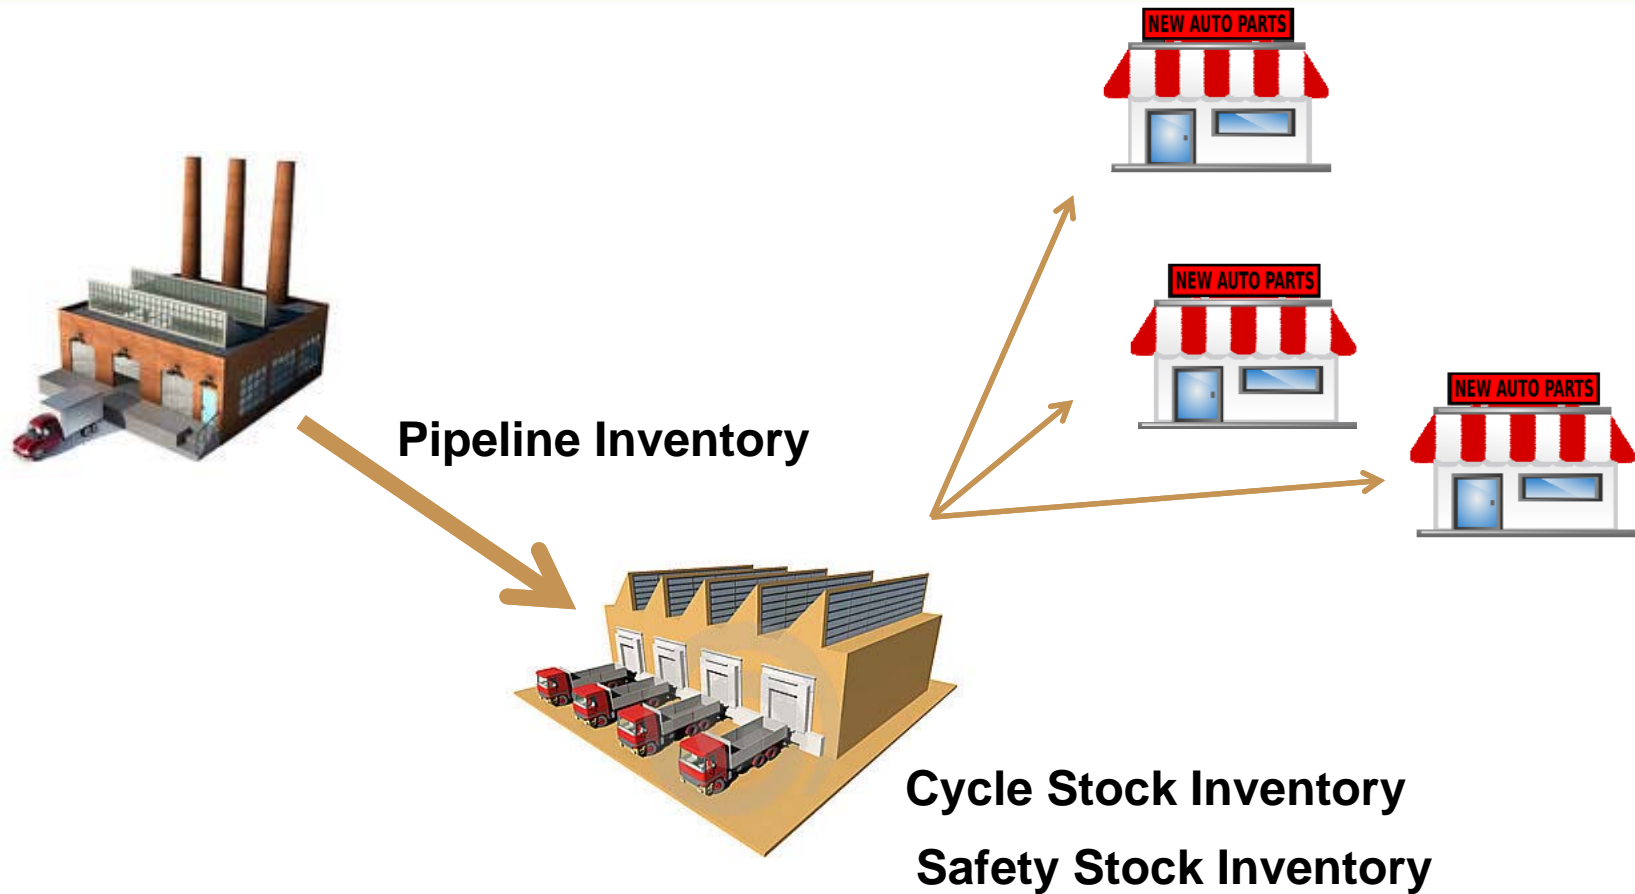 NEW AUTO PARTS
NEW AUTO PARTS
NEW AUTO PARTS
Pipeline Inventory
Cycle Stock Inventory
Safety Stock Inventory